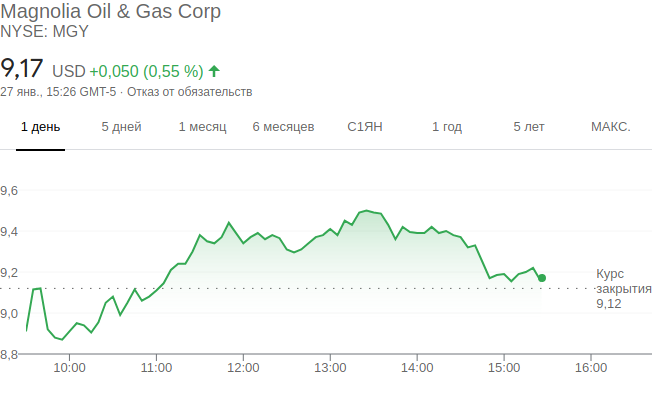 Magnolia Oil & Gas Corp
NYSE: MGY
9,17 USD +0,050 (0,55 %)
27 янв., 15:26 GMT-5 · Отказ от обязательств
1 день 5 дней 1 месяц 6 месяцев С1ЯН 1 год 5 лет МАКС.
9,6
9,4
9,2
Курс
закрытия
9,12
9,0
8,8
10:00 11:00 12:00 13:00 14:00 15:00 16:00